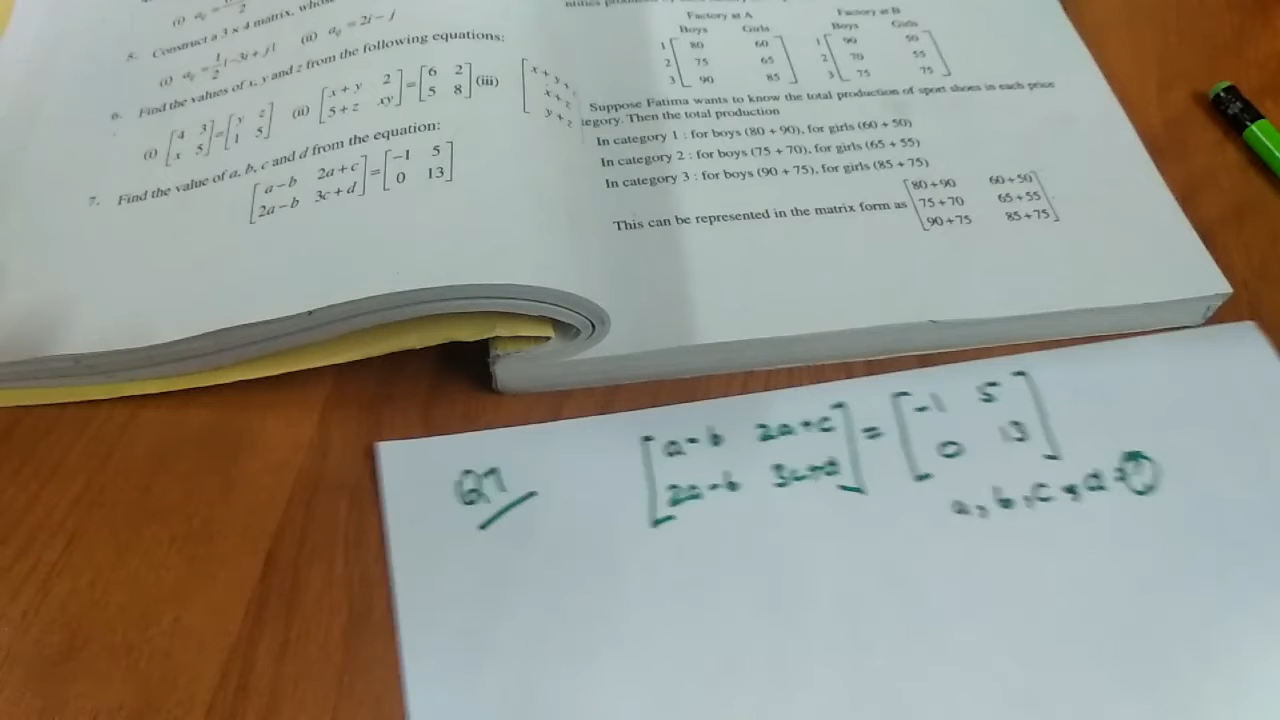 (i)
5. Construct a 3 × 4 matrix, whose
(i) aᵢⱼ = 1/2 |-3i + j| (ii) aᵢⱼ = 2i - j
6. Find the values of x, y and z from the following equations:
(i) [4 3; x 5] = [y z; 1 5] (ii) [x + y 2; 5 + z xy] = [6 2; 5 8] (iii) [x + y + ; x + z; y + z
7. Find the value of a, b, c and d from the equation:
[a - b 2a + c; 2a - b 3c + d] = [-1 5; 0 13]
Factory at A Factory at B
Boys Girls Boys Girls
1 80 60 1 90 50
2 75 65 2 70 55
3 90 85 3 75 75
Suppose Fatima wants to know the total production of sport shoes in each price
egory. Then the total production
In category 1 : for boys (80 + 90), for girls (60 + 50)
In category 2 : for boys (75 + 70), for girls (65 + 55)
In category 3 : for boys (90 + 75), for girls (85 + 75)
This can be represented in the matrix form as [80+90 60+50; 75+70 65+55; 90+75 85+75]
Q7 [a-b 2a+c; 2a-b 3c+d] = [-1 5; 0 13]
a, b, c & d = ?